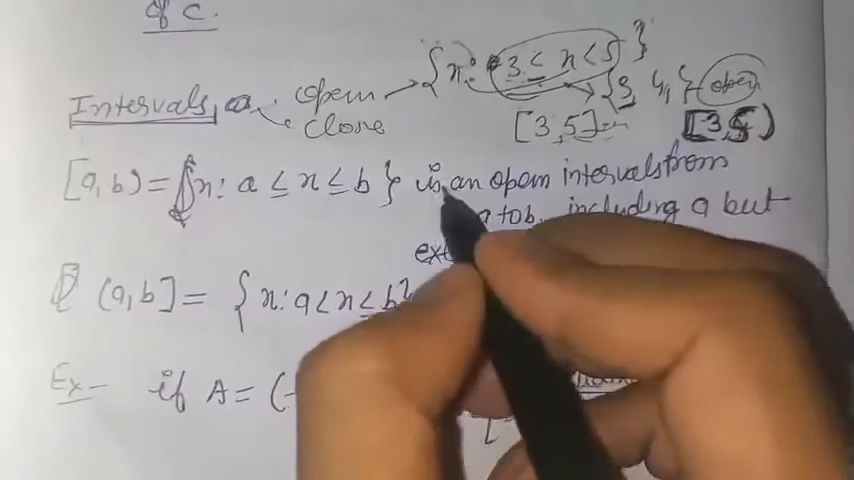 of C.
{x: 3 ≤ x < 5 }
Intervals, open → {3, 4, } - open
close [3,5] [3,5)
[a,b) = {x: a ≤ x ≤ b } is an open intervals from
a to b, including a but
(a,b] = { x: a < x ≤ b
Ex- if A = (-